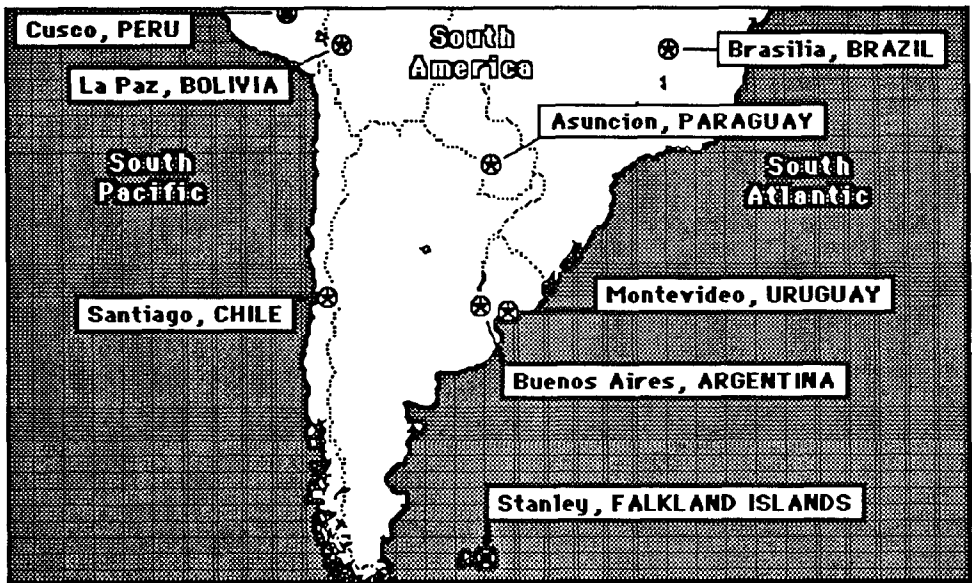 Cusco, PERU
South
America
Brasilia, BRAZIL
La Paz, BOLIVIA
Asuncion, PARAGUAY
South
Pacific
South
Atlantic
Santiago, CHILE
Montevideo, URUGUAY
Buenos Aires, ARGENTINA
Stanley, FALKLAND ISLANDS